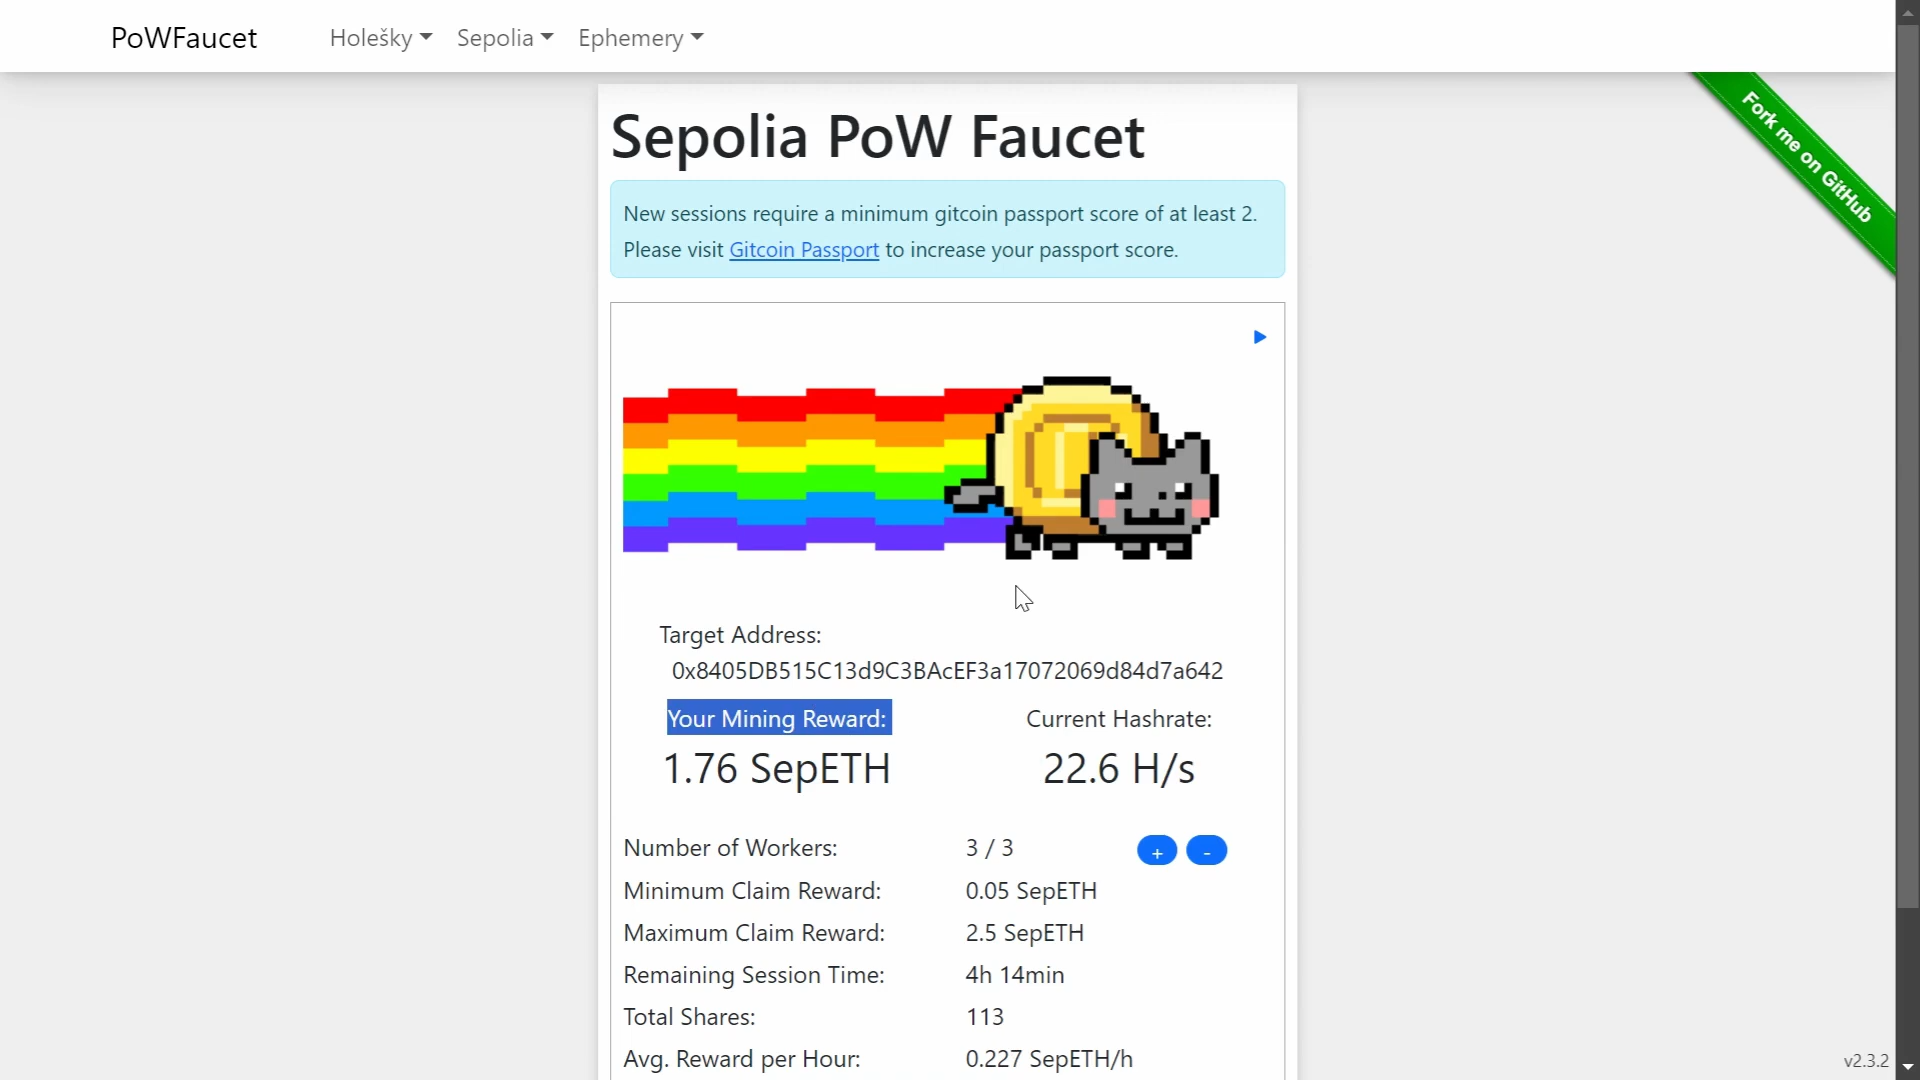 PoWFaucet
Holešky
Sepolia
Ephemery
Fork me on GitHub
Sepolia PoW Faucet
New sessions require a minimum gitcoin passport score of at least 2.
Please visit Gitcoin Passport to increase your passport score.
Target Address:
0x8405DB515C13d9C3BAcEF3a17072069d84d7a642
Your Mining Reward:
1.76 SepETH
Current Hashrate:
22.6 H/s
Number of Workers: 3 / 3 + -
Minimum Claim Reward: 0.05 SepETH
Maximum Claim Reward: 2.5 SepETH
Remaining Session Time: 4h 14min
Total Shares: 113
Avg. Reward per Hour: 0.227 SepETH/h
v2.3.2